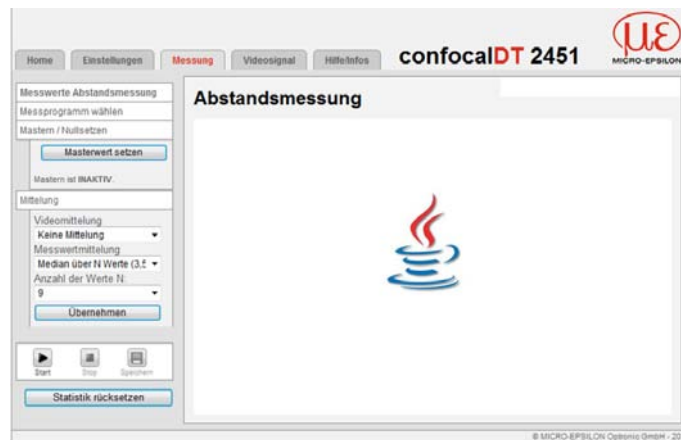 Home
Einstellungen
Messung
Videosignal
Hilfe/Infos
confocalDT 2451
µE
MICRO-EPSILON
Messwerte Abstandsmessung
Messprogramm wählen
Mastern / Nullsetzen
Masterwert setzen
Mastern ist INAKTIV.
Mittelung
Videomittelung
Keine Mittelung
Messwertmittelung
Median über N Werte (3,5
Anzahl der Werte N:
9
Übernehmen
Start
Stop
Speichern
Statistik rücksetzen
Abstandsmessung
© MICRO-EPSILON Optronic GmbH - 20